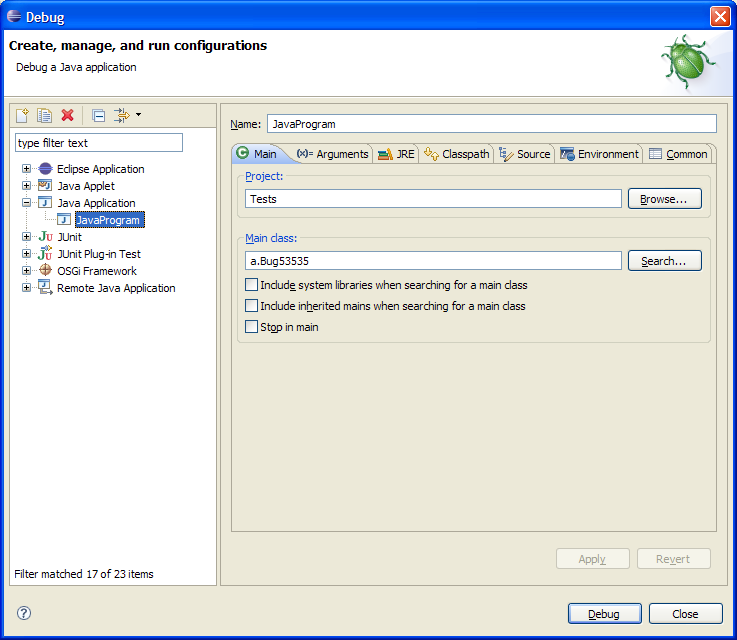 Debug
Create, manage, and run configurations
Debug a Java application
type filter text
Eclipse Application
Java Applet
Java Application
JavaProgram
JUnit
JUnit Plug-in Test
OSGi Framework
Remote Java Application
Filter matched 17 of 23 items
Name: JavaProgram
Main (x)= Arguments JRE Classpath Source Environment Common
Project:
Tests Browse...
Main class:
a.Bug53535 Search...
Include system libraries when searching for a main class
Include inherited mains when searching for a main class
Stop in main
Apply Revert
Debug Close